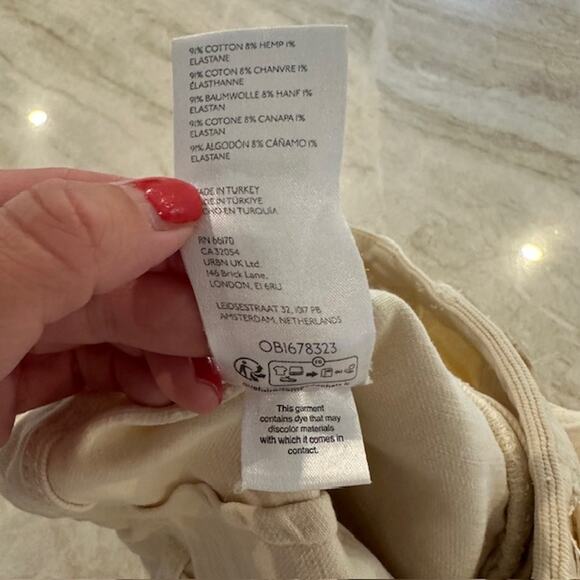 91% COTTON 8% HEMP 1%
ELASTANE
91% COTON 8% CHANVRE 1%
ÉLASTHANNE
91% BAUMWOLLE 8% HANF 1%
ELASTAN
91% COTONE 8% CANAPA 1%
ELASTAN
91% ALGODÓN 8% CÁÑAMO 1%
ELASTANE
MADE IN TURKEY
IN TÜRKIYE
EN TURQUÍA
RN 66170
CA 32054
URBN UK Ltd.
146 Brick Lane,
LONDON, E1 6RU
LEIDSESTRAAT 32, 1017 PB
AMSTERDAM, NETHERLANDS
OB1678323
FR
This garment
contains dye that may
discolor materials
with which it comes in
contact.